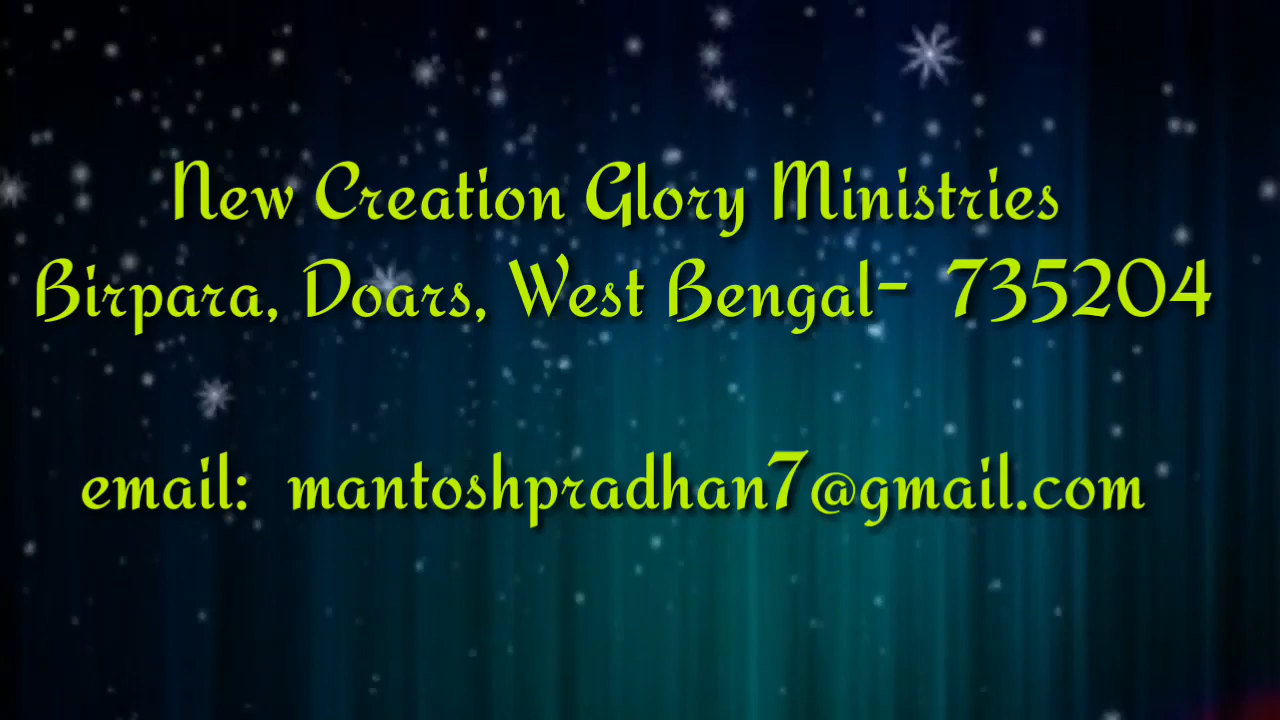 New Creation Glory Ministries
Birpara, Doars, West Bengal- 735204
email: mantoshpradhan7@gmail.com